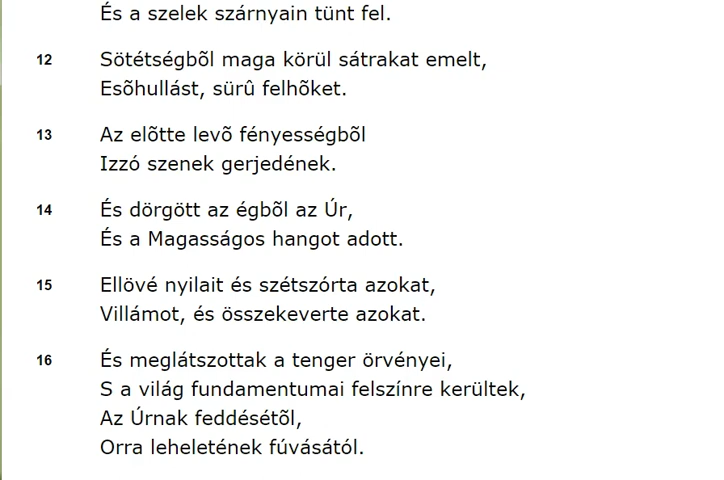 És a szelek szárnyain tünt fel.
12 Sötétségbõl maga körül sátrakat emelt,
Esõhullást, sürû felhõket.
13 Az elõtte levõ fényességbõl
Izzó szenek gerjedének.
14 És dörgött az égbõl az Úr,
És a Magasságos hangot adott.
15 Ellövé nyilait és szétszórta azokat,
Villámot, és összekeverte azokat.
16 És meglátszottak a tenger örvényei,
S a világ fundamentumai felszínre kerültek,
Az Úrnak feddésétõl,
Orra leheletének fúvásától.